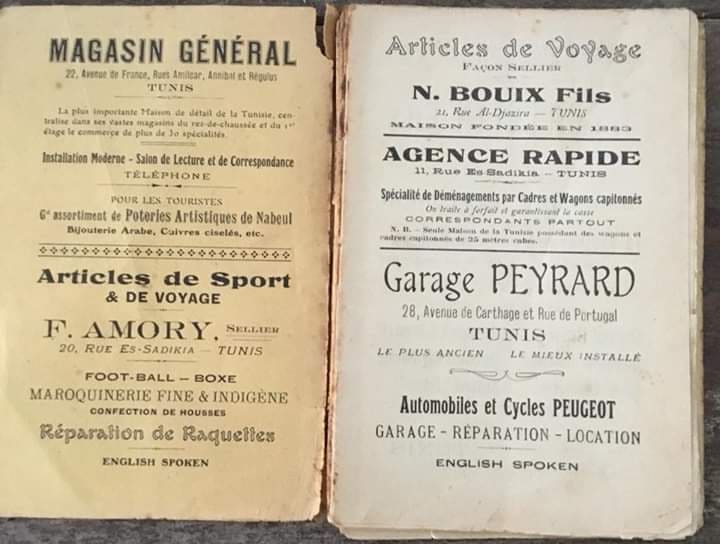 MAGASIN GÉNÉRAL
22, Avenue de France, Rues Amilcar, Annibal et Régulus
TUNIS
La plus importante Maison de détail de la Tunisie, cen-
tralise dans ses vastes magasins du rez-de-chaussée et du 1er
étage le commerce de plus de 30 spécialités.
Installation Moderne - Salon de Lecture et de Correspondance
TÉLÉPHONE
POUR LES TOURISTES
Gd assortiment de Poteries Artistiques de Nabeul
Bijouterie Arabe, Cuivres ciselés, etc.
Articles de Sport
& DE VOYAGE
F. AMORY, SELLIER
20, RUE ES-SADIKIA — TUNIS
FOOT-BALL — BOXE
MAROQUINERIE FINE & INDIGÈNE
CONFECTION DE HOUSSES
Réparation de Raquettes
ENGLISH SPOKEN
Articles de Voyage
FAÇON SELLIER
N. BOUIX Fils
21, Rue Al-Djazira — TUNIS
MAISON FONDÉE EN 1883
AGENCE RAPIDE
11, Rue Es-Sadikia — TUNIS
Spécialité de Déménagements par Cadres et Wagons capitonnés
On traite à forfait et garantissant la casse
CORRESPONDANTS PARTOUT
N. B. - Seule Maison de la Tunisie possédant des wagons et
cadres capitonnés de 25 mètres cubes.
Garage PEYRARD
28, Avenue de Carthage et Rue de Portugal
TUNIS
LE PLUS ANCIEN LE MIEUX INSTALLÉ
Automobiles et Cycles PEUGEOT
GARAGE - RÉPARATION - LOCATION
ENGLISH SPOKEN